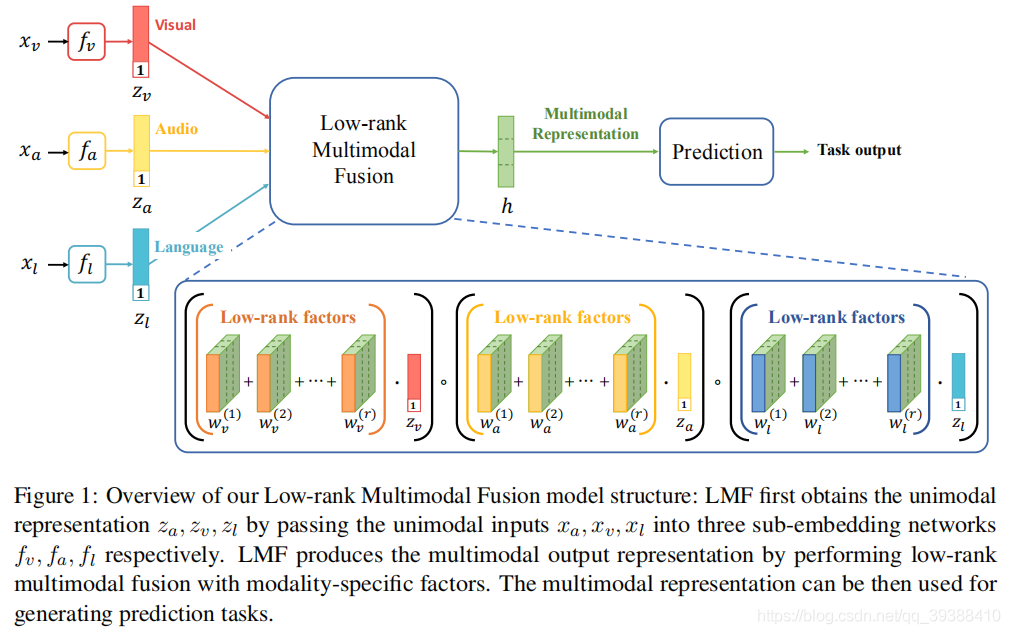 x_v f_v Visual
1
z_v
x_a f_a Audio
1
z_a
x_l f_l Language
1
z_l
Low-rank
Multimodal
Fusion
h
Multimodal
Representation
Prediction
Task output
Low-rank factors
+ + ··· + ·
w_v^(1) w_v^(2) w_v^(r) 1 z_v
∘
Low-rank factors
+ + ··· + ·
w_a^(1) w_a^(2) w_a^(r) 1 z_a
∘
Low-rank factors
+ + ··· + ·
w_l^(1) w_l^(2) w_l^(r) 1 z_l
Figure 1: Overview of our Low-rank Multimodal Fusion model structure: LMF first obtains the unimodal
representation z_a, z_v, z_l by passing the unimodal inputs x_a, x_v, x_l into three sub-embedding networks
f_v, f_a, f_l respectively. LMF produces the multimodal output representation by performing low-rank
multimodal fusion with modality-specific factors. The multimodal representation can be then used for
generating prediction tasks.
https://blog.csdn.net/qq_39388410